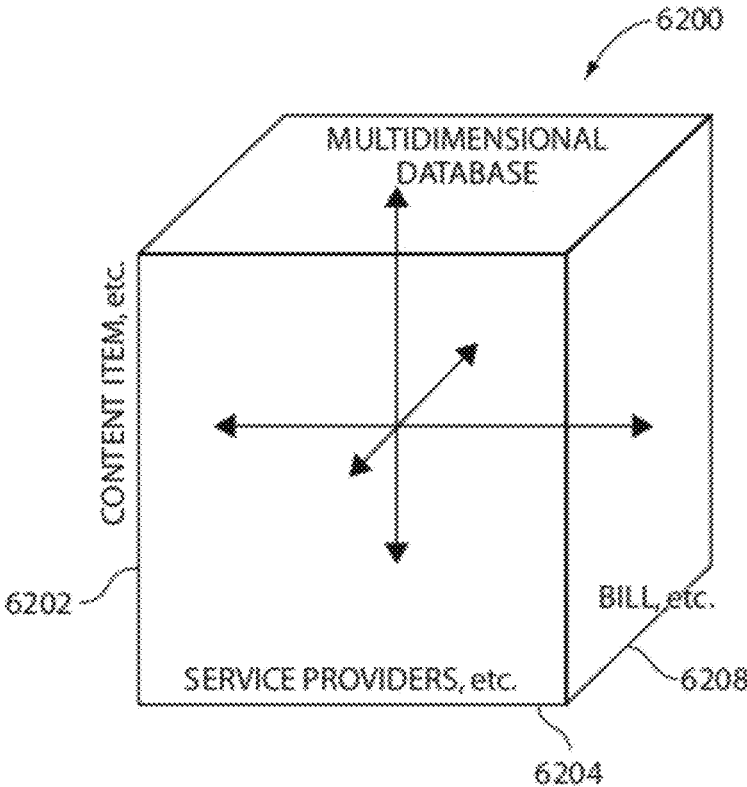 6200
MULTIDIMENSIONAL
DATABASE
CONTENT ITEM, etc.
6202
BILL, etc.
SERVICE PROVIDERS, etc.
6208
6204